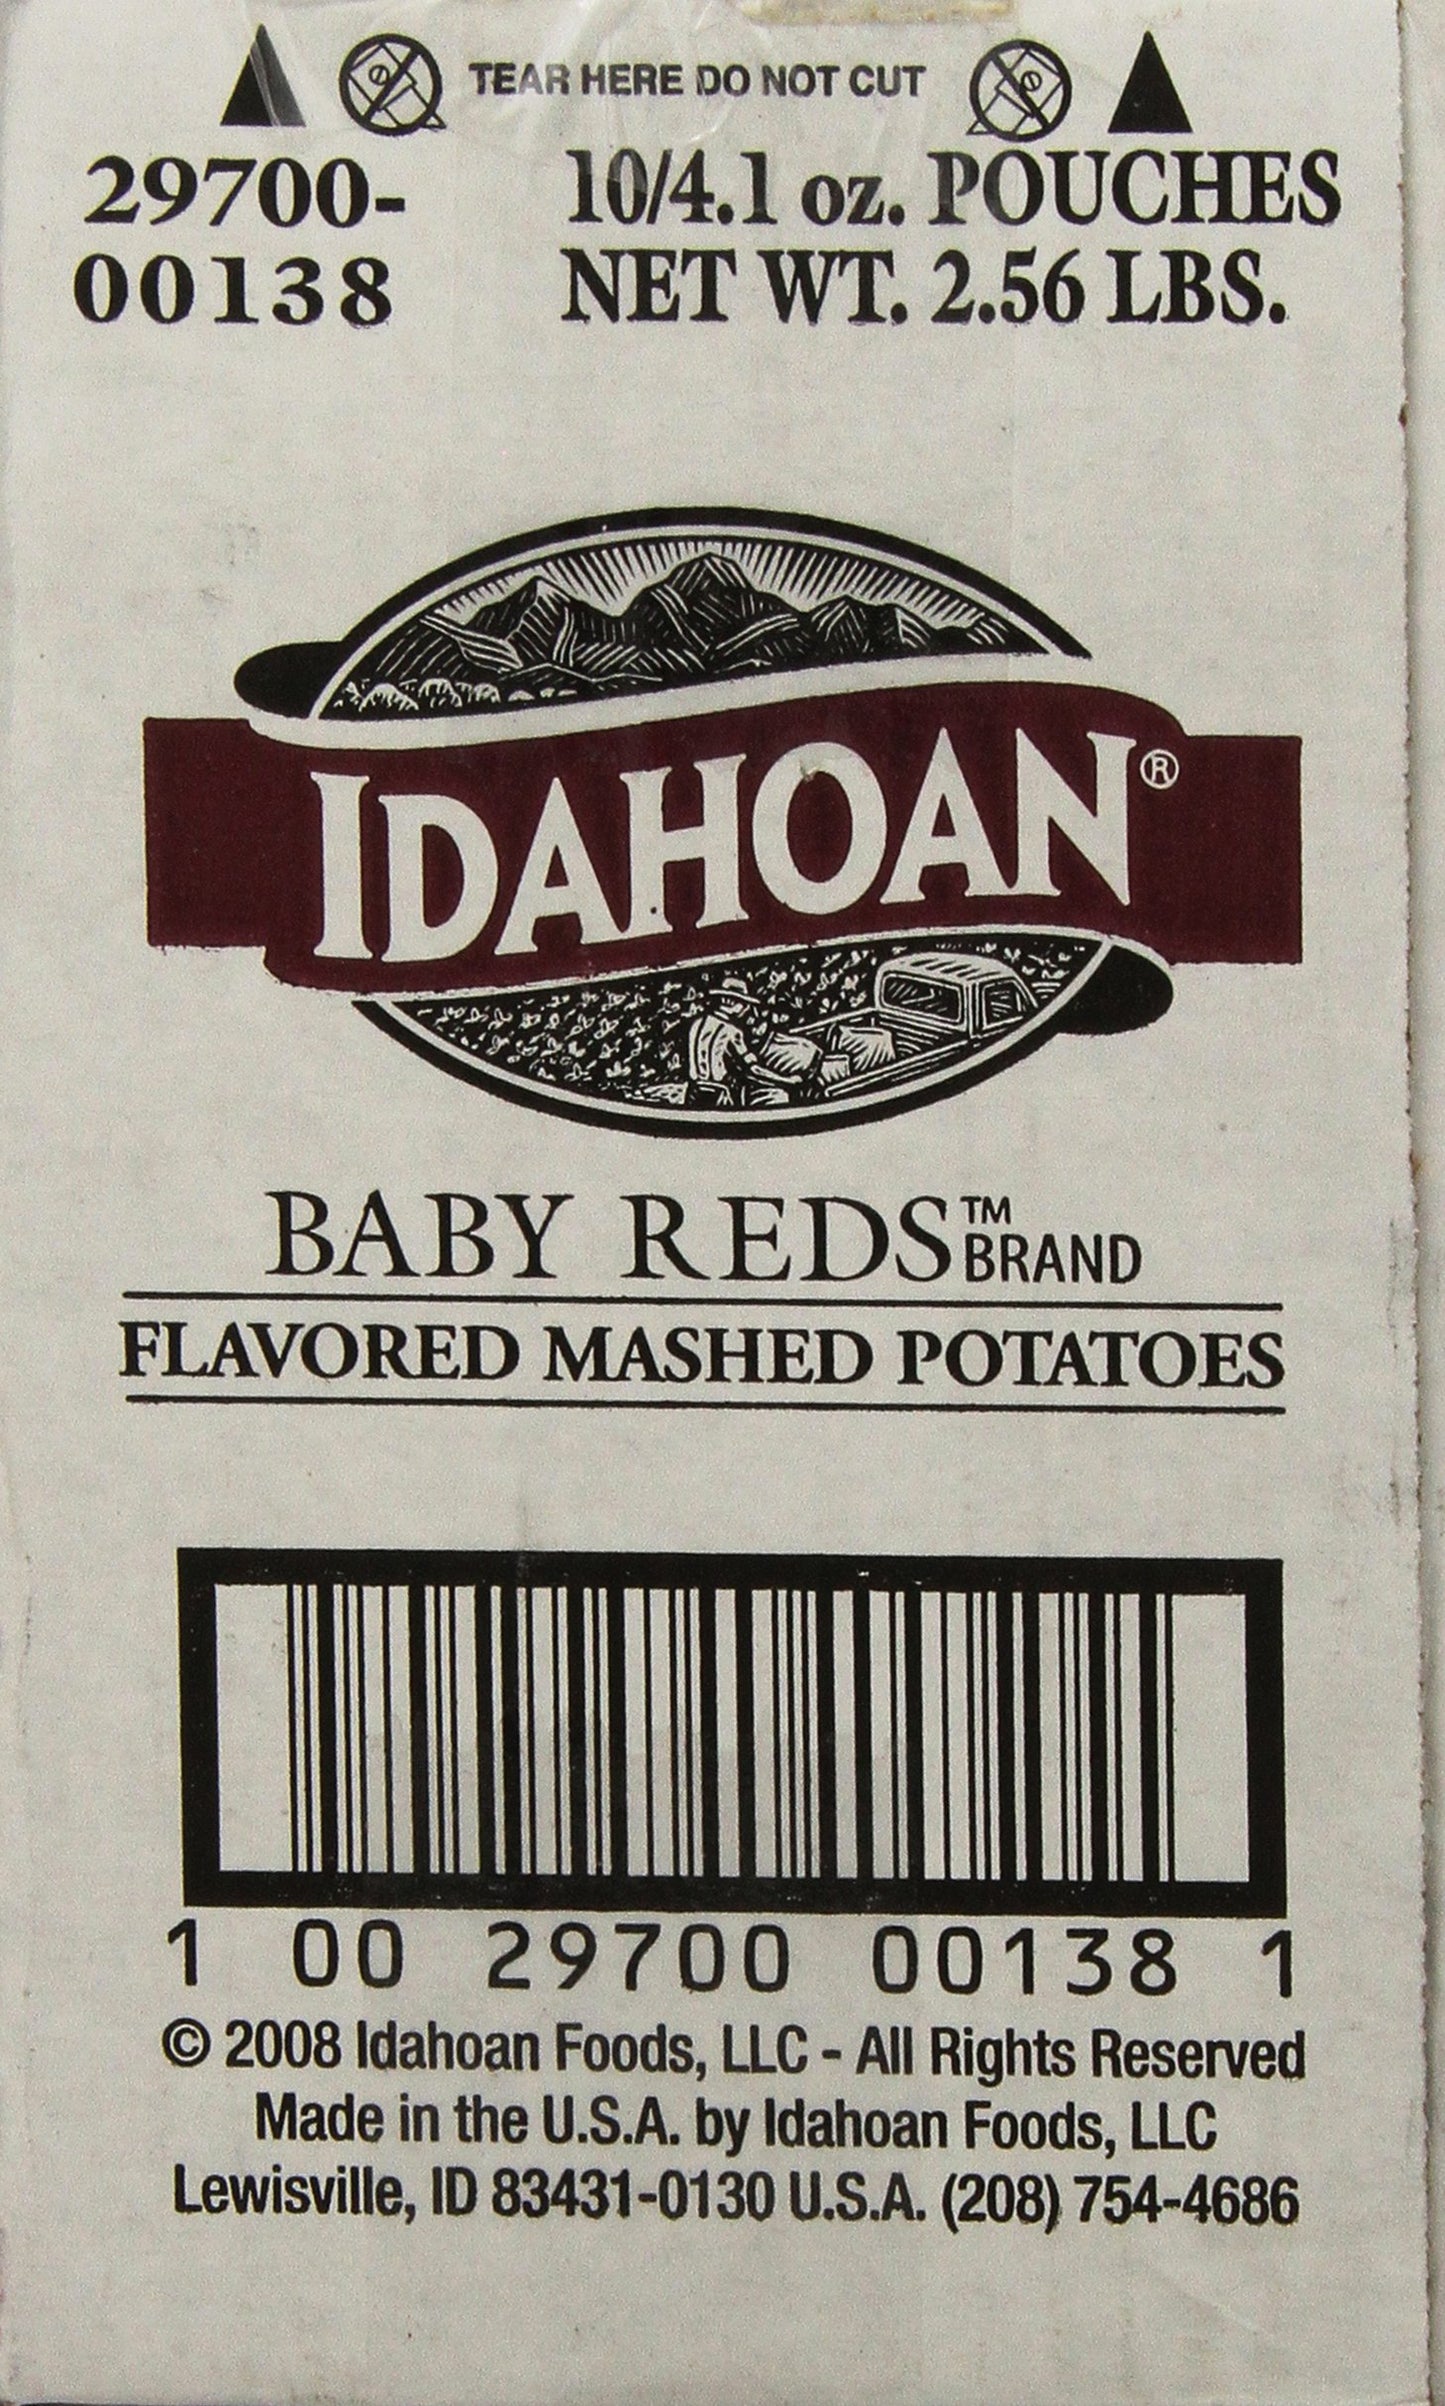 TEAR HERE DO NOT CUT
29700-
00138
10/4.1 oz. POUCHES
NET WT. 2.56 LBS.
IDAHOAN®
BABY REDS™ BRAND
FLAVORED MASHED POTATOES
1 00 29700 00138 1
© 2008 Idahoan Foods, LLC - All Rights Reserved
Made in the U.S.A. by Idahoan Foods, LLC
Lewisville, ID 83431-0130 U.S.A. (208) 754-4686